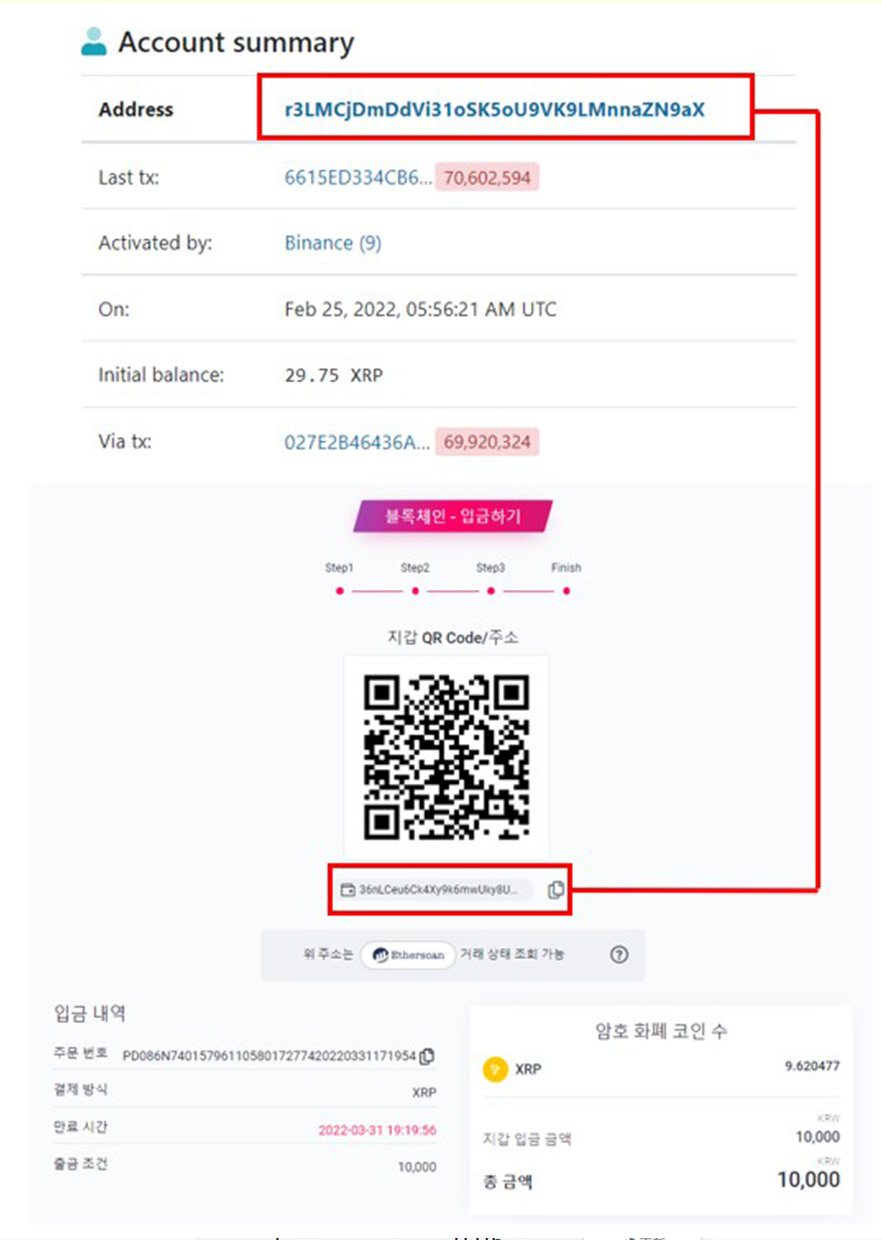 Account summary
Address r3LMCjDmDdVi31oSK5oU9VK9LMnnaZN9aX
Last tx: 6615ED334CB6... 70,602,594
Activated by: Binance (9)
On: Feb 25, 2022, 05:56:21 AM UTC
Initial balance: 29.75 XRP
Via tx: 027E2B46436A... 69,920,324
블록체인 - 입금하기
Step1 Step2 Step3 Finish
지갑 QR Code/주소
36nLCeu6Ck4Xy9k6mwUky8U...
위 주소는 Etherscan 거래 상태 조회 가능 ?
입금 내역
주문 번호 PD086N7401579611058017277420220331171954
결제 방식 XRP
만료 시간 2022-03-31 19:19:56
출금 조건 10,000
암호 화폐 코인 수
XRP 9.620477
KRW
지갑 입금 금액 10,000
KRW
총 금액 10,000